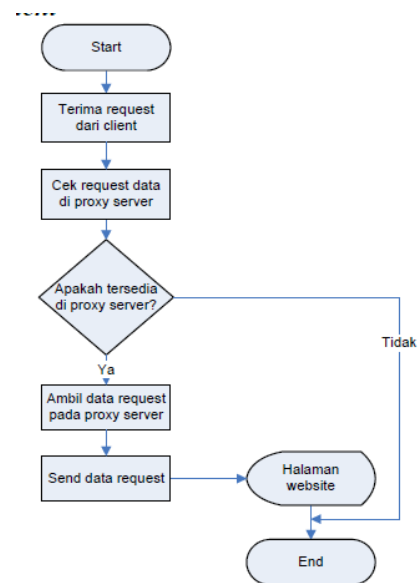 Start
Terima request
dari client
Cek request data
di proxy server
Apakah tersedia
di proxy server?
Tidak
Ya
Ambil data request
pada proxy server
Send data request
Halaman
website
End